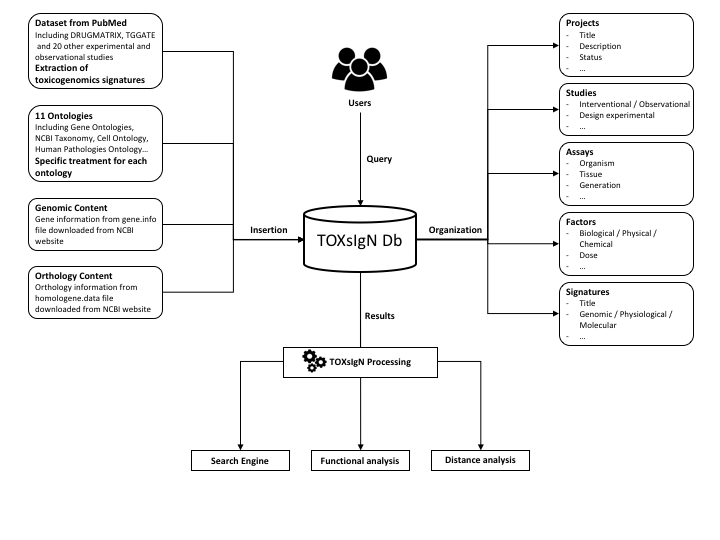 Dataset from PubMed
Including DRUGMATRIX, TGGATE
and 20 other experimental and
observational studies
Extraction of
toxicogenomics signatures
11 Ontologies
Including Gene Ontologies,
NCBI Taxonomy, Cell Ontology,
Human Pathologies Ontology...
Specific treatment for each
ontology
Genomic Content
Gene information from gene.info
file downloaded from NCBI
website
Orthology Content
Orthology information from
homologene.data file
downloaded from NCBI website
Insertion
Users
Query
TOXsIgN Db
Organization
Results
TOXsIgN Processing
Search Engine
Functional analysis
Distance analysis
Projects
- Title
- Description
- Status
- ...
Studies
- Interventional / Observational
- Design experimental
- ...
Assays
- Organism
- Tissue
- Generation
- ...
Factors
- Biological / Physical /
Chemical
- Dose
- ...
Signatures
- Title
- Genomic / Physiological /
Molecular
- ...